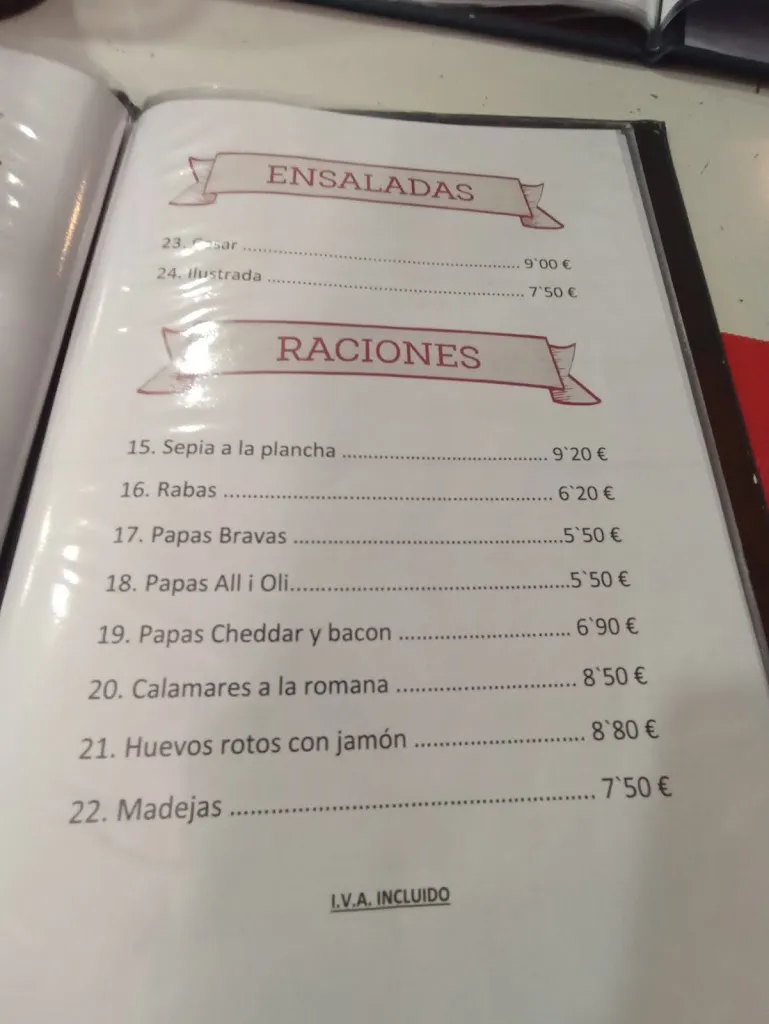 ENSALADAS
23. Cesar ........ 9`00 €
24. Ilustrada ........ 7`50 €
RACIONES
15. Sepia a la plancha ........ 9`20 €
16. Rabas ........ 6`20 €
17. Papas Bravas ........ 5`50 €
18. Papas All i Oli ........ 5`50 €
19. Papas Cheddar y bacon ........ 6`90 €
20. Calamares a la romana ........ 8`50 €
21. Huevos rotos con jamón ........ 8`80 €
22. Madejas ........ 7`50 €
I.V.A. INCLUIDO